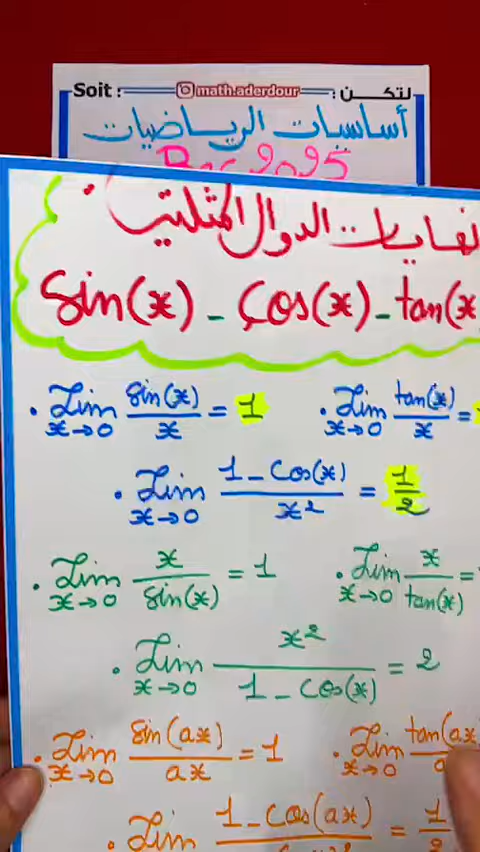 Soit : math.aderdour لتكن :
أساسيات الرياضيات
Bac 2025
نهايات الدوال المثلثية
sin(x) - cos(x) - tan(x
• Lim x→0 sin(x)/x = 1 • Lim x→0 tan(x)/x =
• Lim x→0 1 - cos(x)/x² = 1/2
• Lim x→0 x/sin(x) = 1 • Lim x→0 x/tan(x) =
• Lim x→0 x²/1 - cos(x) = 2
• Lim x→0 sin(ax)/ax = 1 • Lim x→0 tan(ax
• Lim 1 - cos(ax) = 1/2